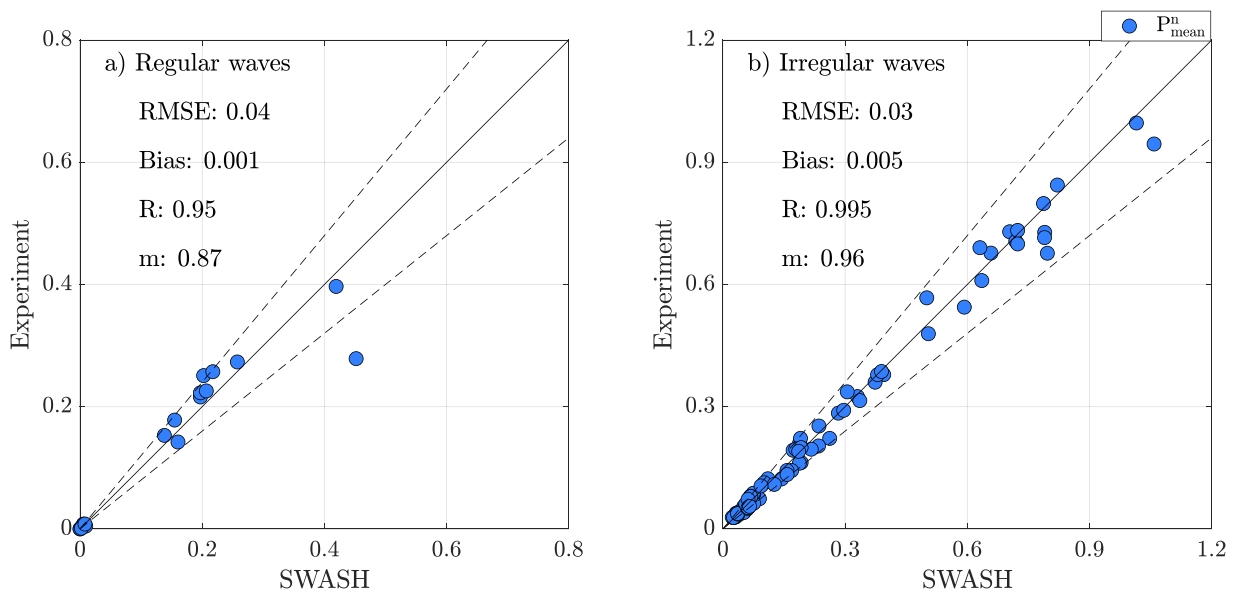 a) Regular waves
RMSE: 0.04
Bias: 0.001
R: 0.95
m: 0.87
Experiment
0.8
0.6
0.4
0.2
0
0
0.2
0.4
0.6
0.8
SWASH
P^n_mean
b) Irregular waves
RMSE: 0.03
Bias: 0.005
R: 0.995
m: 0.96
Experiment
1.2
0.9
0.6
0.3
0
0
0.3
0.6
0.9
1.2
SWASH